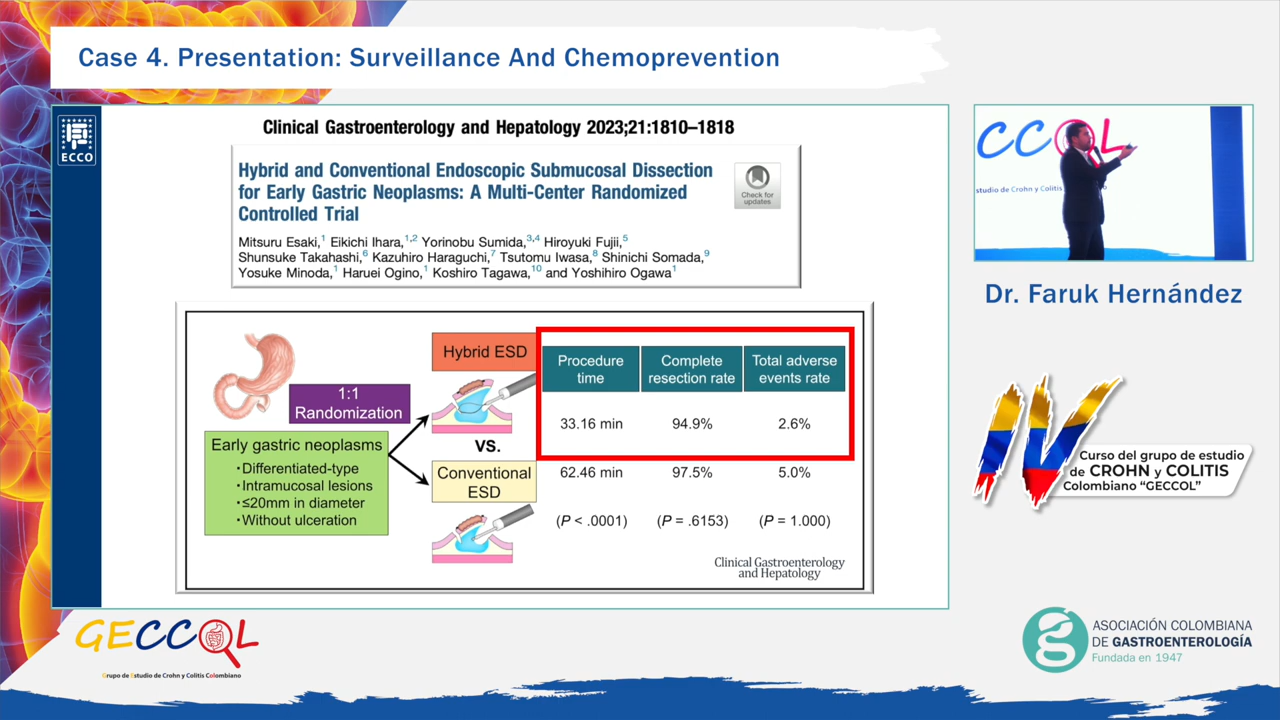 Case 4. Presentation: Surveillance And Chemoprevention
ECCO
Clinical Gastroenterology and Hepatology 2023;21:1810–1818
Hybrid and Conventional Endoscopic Submucosal Dissection
for Early Gastric Neoplasms: A Multi-Center Randomized
Controlled Trial
Check for
updates
Mitsuru Esaki,1 Eikichi Ihara,1,2 Yorinobu Sumida,3,4 Hiroyuki Fujii,5
Shunsuke Takahashi,6 Kazuhiro Haraguchi,7 Tsutomu Iwasa,8 Shinichi Somada,9
Yosuke Minoda,1 Haruei Ogino,1 Koshiro Tagawa,10 and Yoshihiro Ogawa1
1:1
Randomization
Early gastric neoplasms
·Differentiated-type
·Intramucosal lesions
·≤20mm in diameter
·Without ulceration
Hybrid ESD
VS.
Conventional
ESD
Procedure
time
Complete
resection rate
Total adverse
events rate
33.16 min 94.9% 2.6%
62.46 min 97.5% 5.0%
(P < .0001) (P = .6153) (P = 1.000)
Clinical Gastroenterology
and Hepatology
CCOL
studio de Crohn y Colitis
Dr. Faruk Hernández
IV
Curso del grupo de estudio
de CROHN y COLITIS
Colombiano “GECCOL”
GECCOL
Grupo de Estudio de Crohn y Colitis Colombiano
ASOCIACIÓN COLOMBIANA
DE GASTROENTEROLOGÍA
Fundada en 1947